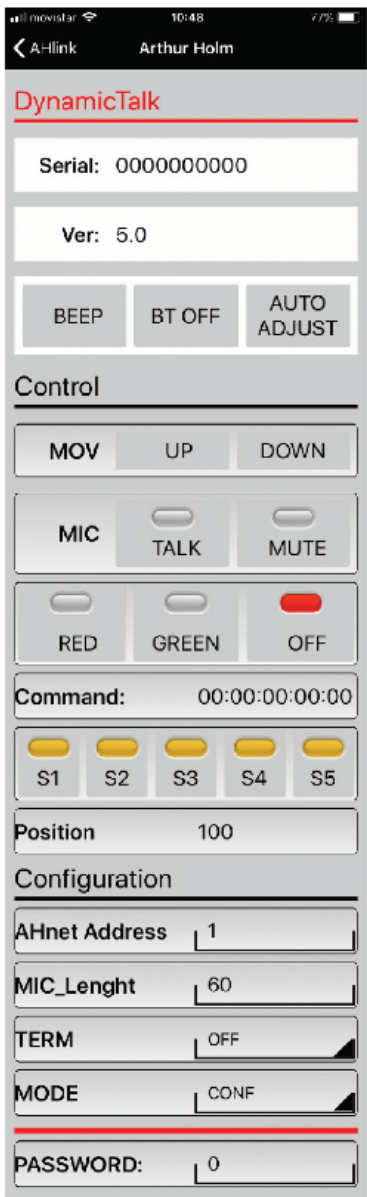 movistar 10:48 77%
AHlink Arthur Holm
DynamicTalk
Serial: 0000000000
Ver: 5.0
BEEP BT OFF AUTO ADJUST
Control
MOV UP DOWN
MIC TALK MUTE
RED GREEN OFF
Command: 00:00:00:00:00
S1 S2 S3 S4 S5
Position 100
Configuration
AHnet Address 1
MIC_Lenght 60
TERM OFF
MODE CONF
PASSWORD: 0